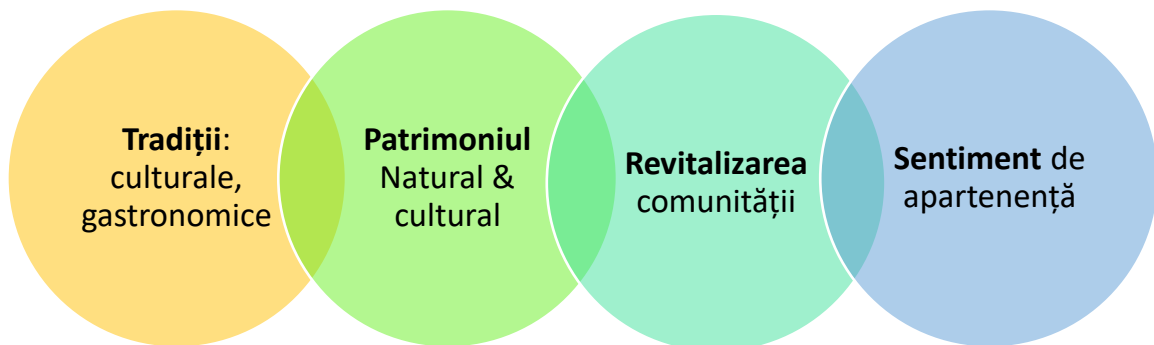 Tradiții:
culturale,
gastronomice
Patrimoniul
Natural &
cultural
Revitalizarea
comunității
Sentiment de
apartenență